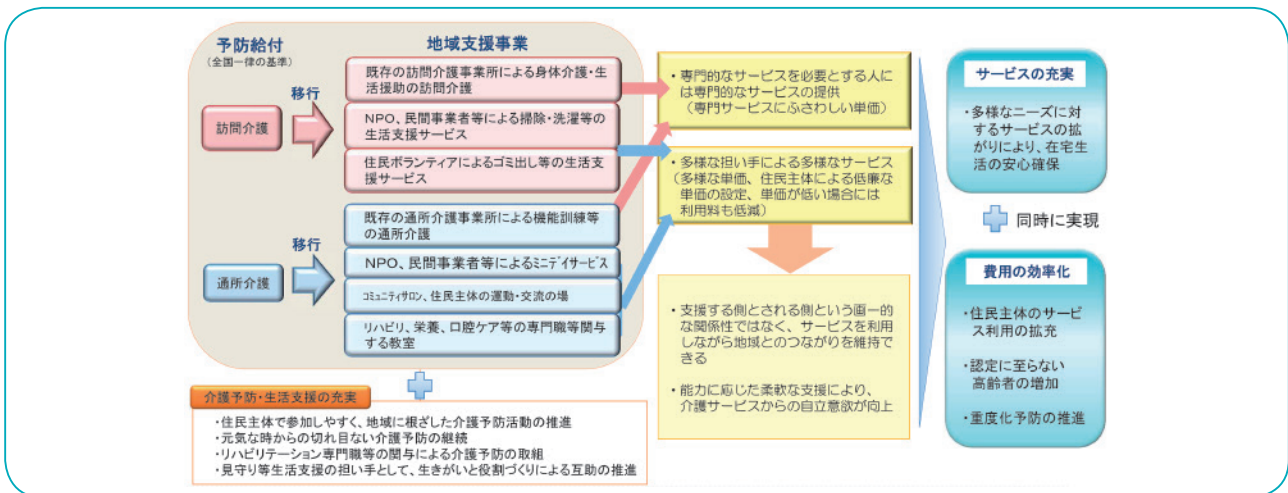 予防給付
(全国一律の基準)
地域支援事業
移行
訪問介護
既存の訪問介護事業所による身体介護・生
活援助の訪問介護
NPO、民間事業者等による掃除・洗濯等の
生活支援サービス
住民ボランティアによるゴミ出し等の生活支
援サービス
移行
通所介護
既存の通所介護事業所による機能訓練等
の通所介護
NPO、民間事業者等によるミニデイサービス
コミュニティサロン、住民主体の運動・交流の場
リハビリ、栄養、口腔ケア等の専門職等関与
する教室
介護予防・生活支援の充実
・住民主体で参加しやすく、地域に根ざした介護予防活動の推進
・元気な時からの切れ目ない介護予防の継続
・リハビリテーション専門職等の関与による介護予防の取組
・見守り等生活支援の担い手として、生きがいと役割づくりによる互助の推進
・専門的なサービスを必要とする人に
は専門的なサービスの提供
(専門サービスにふさわしい単価)
・多様な担い手による多様なサービス
(多様な単価、住民主体による低廉な
単価の設定、単価が低い場合には
利用料も低減)
・支援する側とされる側という画一的
な関係性ではなく、サービスを利用
しながら地域とのつながりを維持で
きる
・能力に応じた柔軟な支援により、
介護サービスからの自立意欲が向上
サービスの充実
・多様なニーズに対
するサービスの拡
がりにより、在宅生
活の安心確保
同時に実現
費用の効率化
・住民主体のサービ
ス利用の拡充
・認定に至らない
高齢者の増加
・重度化予防の推進